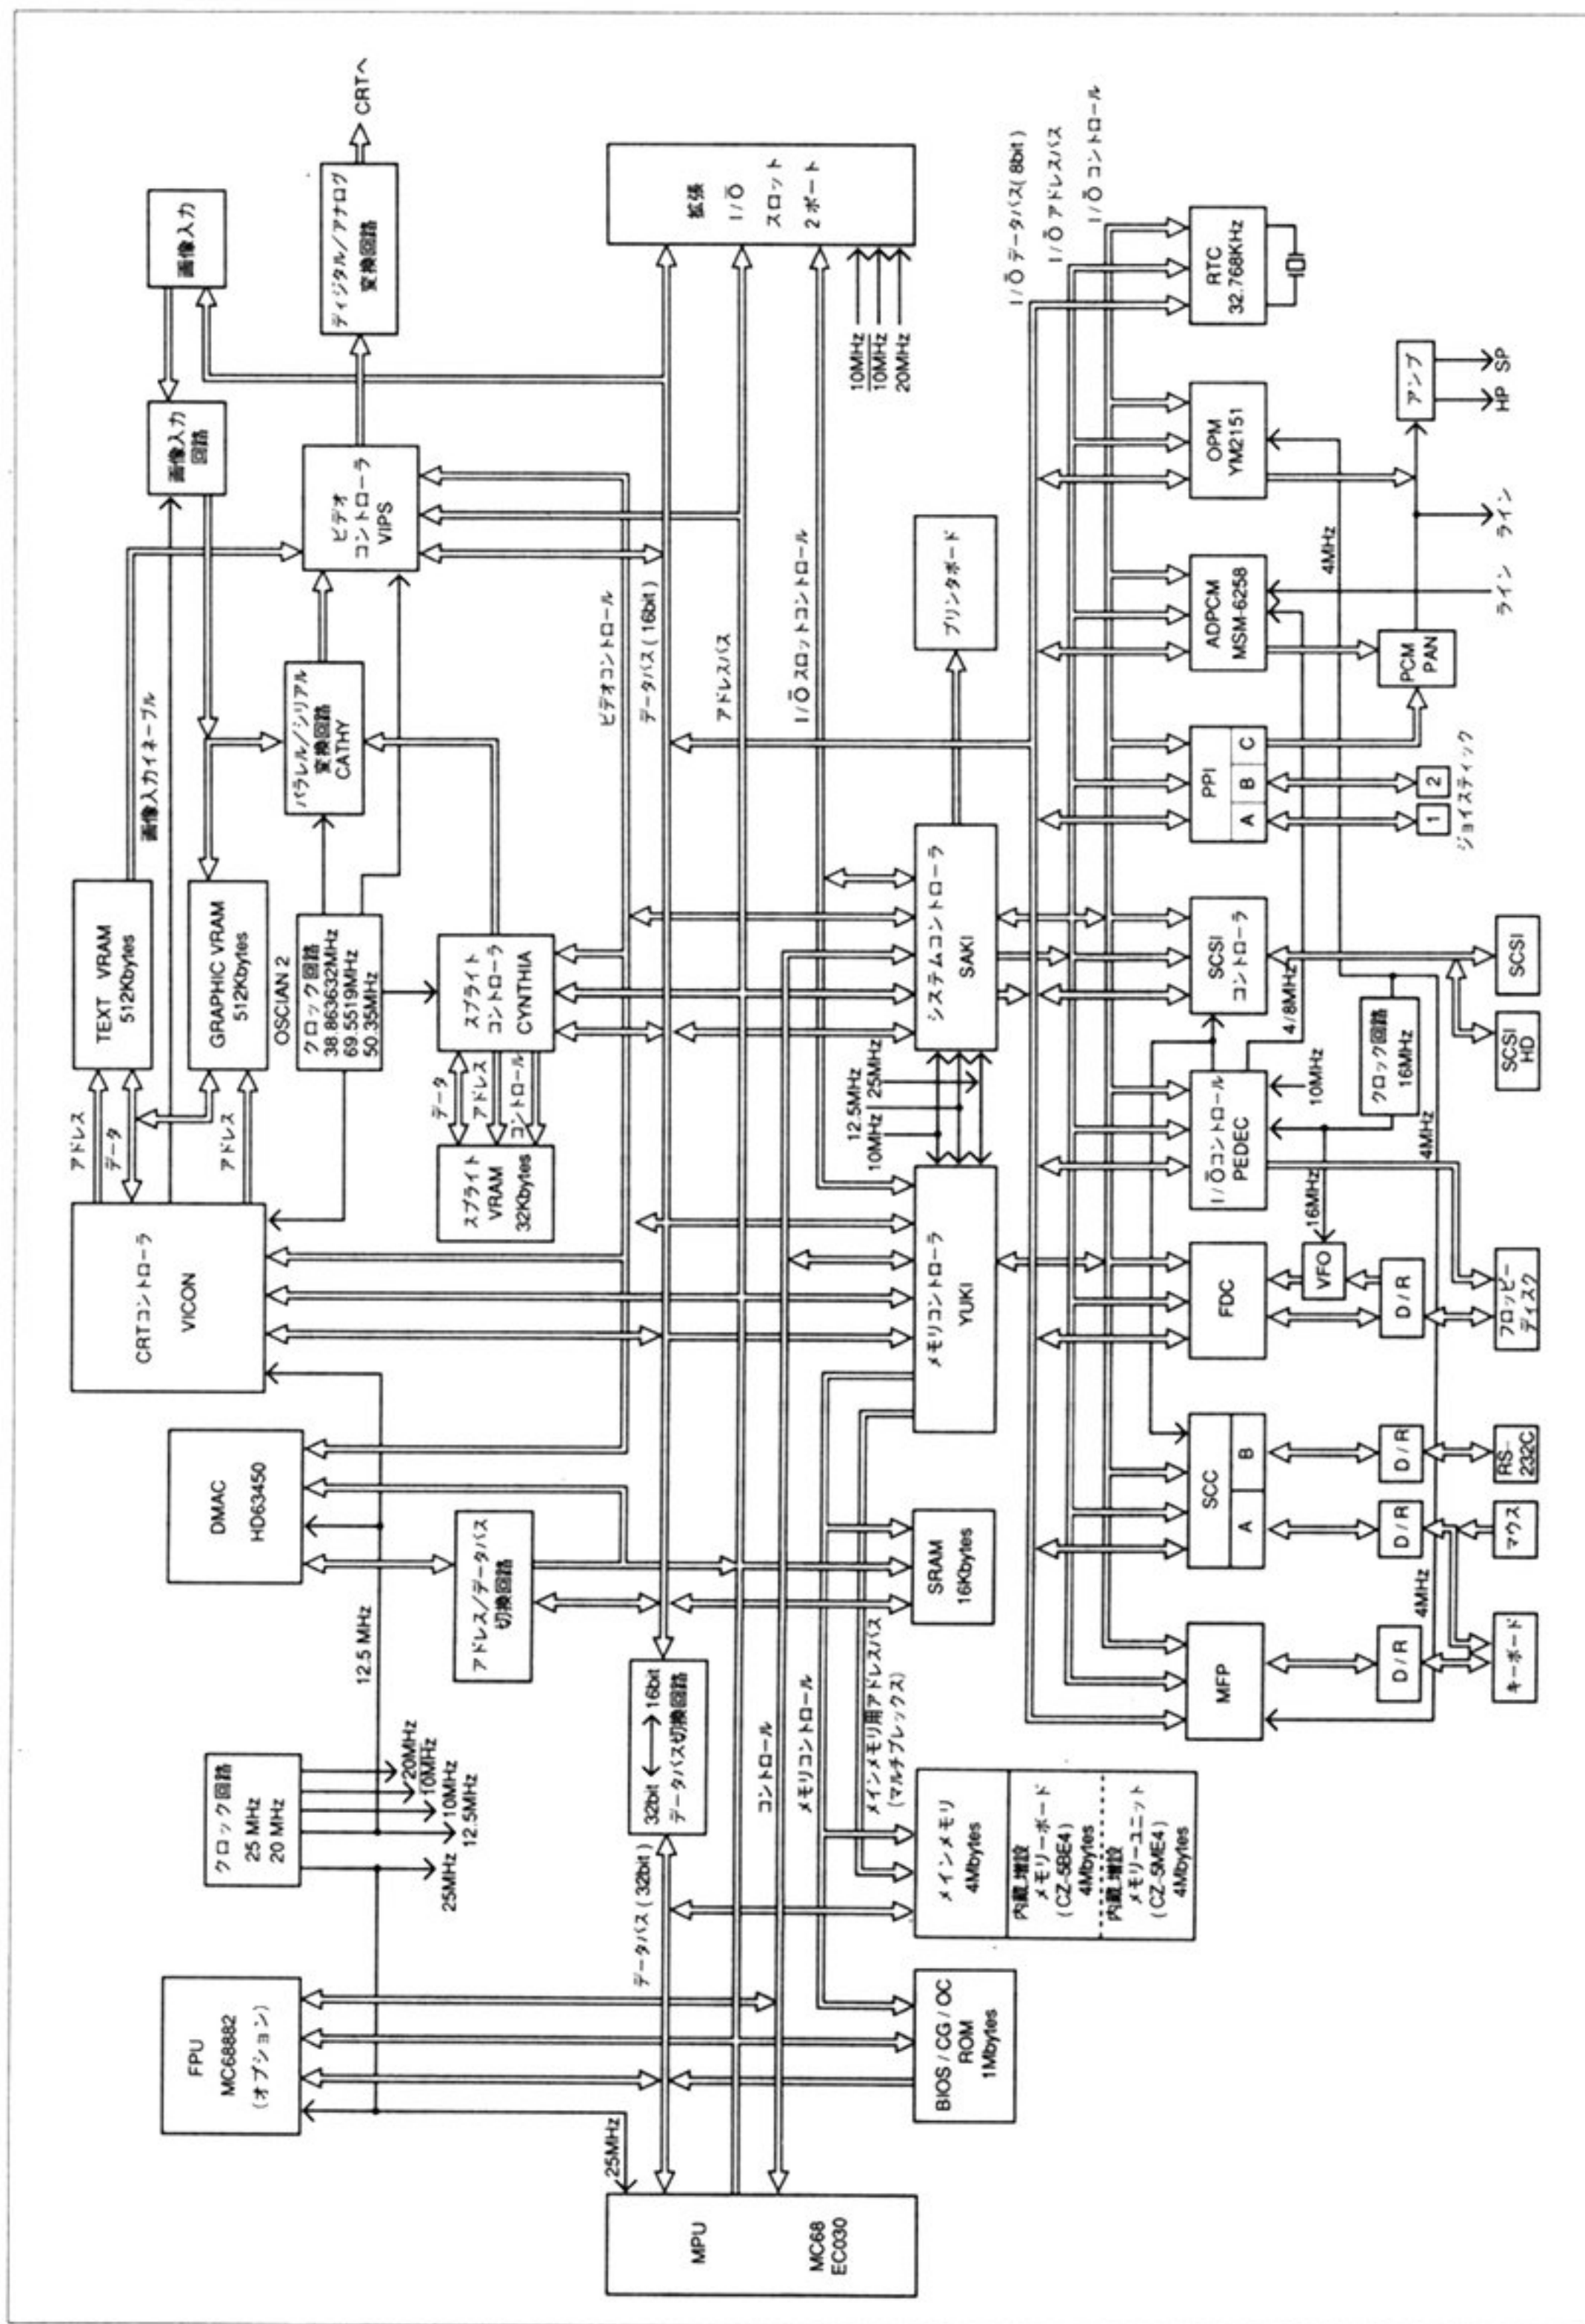 MPU
MC68
EC030
25MHz
FPU
MC68882
(オプション)
クロック回路
25 MHz
20 MHz
25MHz
12.5MHz
10MHz
10MHz
20MHz
12.5 MHz
DMAC
HD63450
アドレス/データバス
切換回路
データバス(32bit)
32bit ⟷ 16bit
データバス切換回路
コントロール
メモリコントロール
メインメモリ用アドレスバス
(マルチプレックス)
BIOS / CG / OC
ROM
1Mbytes
メインメモリ
4Mbytes
内蔵増設
メモリーボード
(CZ-5BE4)
4Mbytes
内蔵増設
メモリーユニット
(CZ-5ME4)
4Mbytes
SRAM
16Kbytes
CRTコントローラ
VICON
アドレス
データ
アドレス
TEXT VRAM
512Kbytes
GRAPHIC VRAM
512Kbytes
画像入力イネーブル
OSCIAN 2
クロック回路
38.863632MHz
69.5519MHz
50.35MHz
スプライト
VRAM
32Kbytes
データ
アドレス
コントロール
スプライト
コントローラ
CYNTHIA
パラレル/シリアル
変換回路
CATHY
ビデオ
コントローラ
VIPS
画像入力
回路
画像入力
ディジタル/アナログ
変換回路
CRTへ
ビデオコントロール
データバス(16bit)
アドレスバス
I/Oスロットコントロール
拡張
I/O
スロット
2ポート
10MHz
10MHz
20MHz
メモリコントローラ
YUKI
12.5MHz
10MHz
25MHz
システムコントローラ
SAKI
プリンタボード
I/Oデータバス(8bit)
I/Oアドレスバス
I/Oコントロール
MFP
D/R
キーボード
4MHz
SCC
A
B
D/R
D/R
マウス
RS-
232C
FDC
VFO
D/R
フロッピー
ディスク
16MHz
I/Oコントロール
PEDEC
10MHz
クロック回路
16MHz
4MHz
4/8MHz
SCSI
コントローラ
SCSI
HD
SCSI
PPI
A
B
C
1
2
ジョイスティック
ADPCM
MSM-6258
PCM
PAN
4MHz
ライン
ライン
OPM
YM2151
アンプ
HP
SP
RTC
32.768KHz